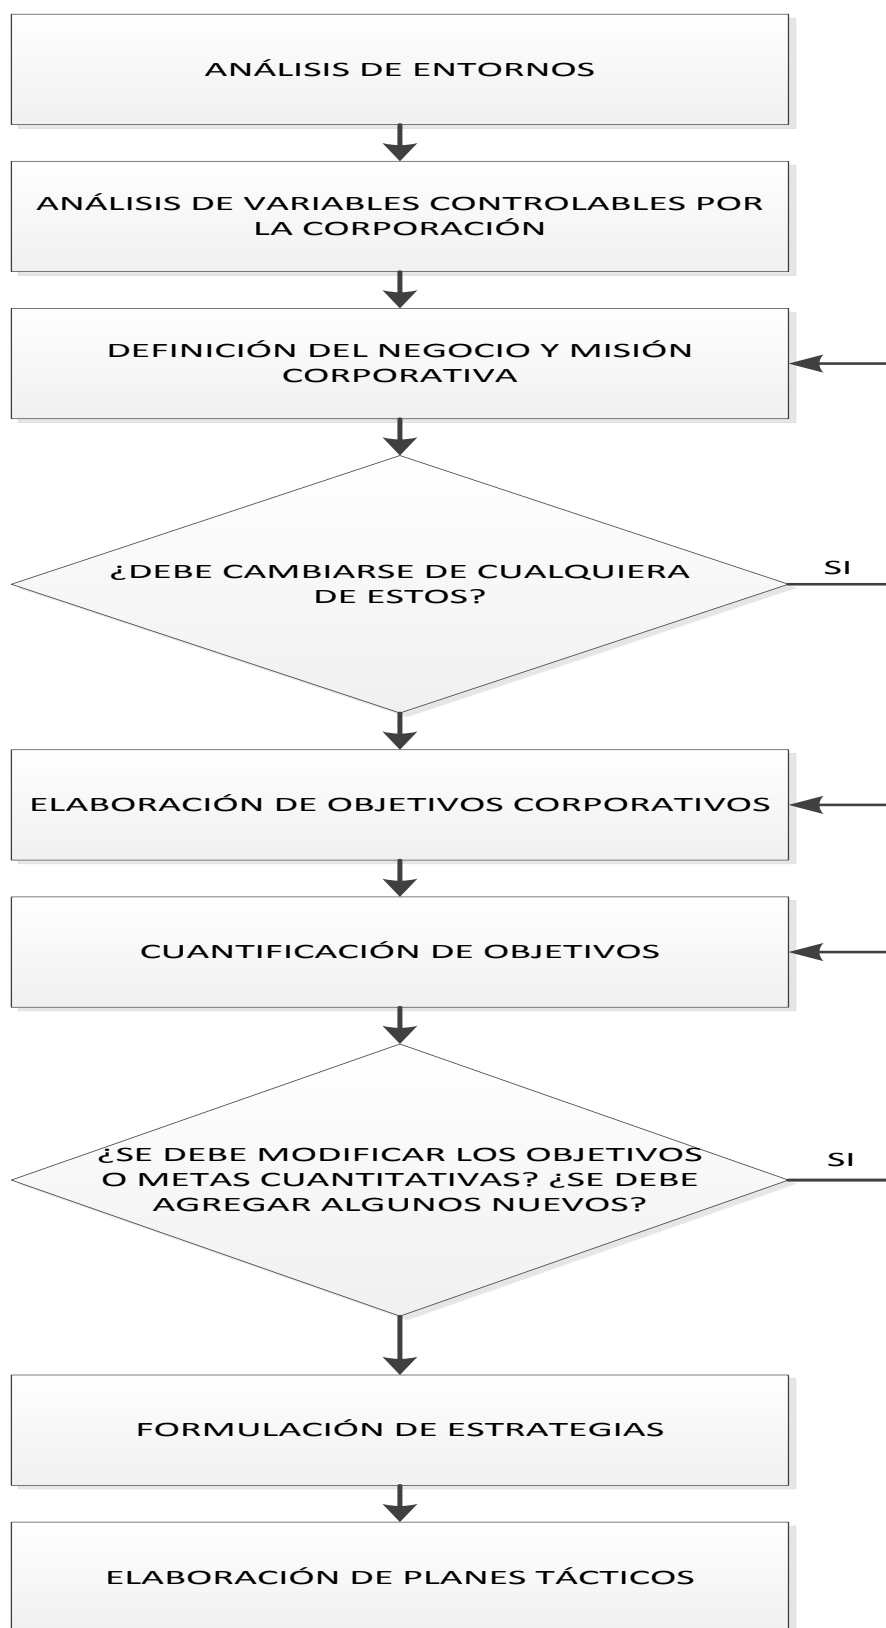 ANÁLISIS DE ENTORNOS
ANÁLISIS DE VARIABLES CONTROLABLES POR
LA CORPORACIÓN
DEFINICIÓN DEL NEGOCIO Y MISIÓN
CORPORATIVA
¿DEBE CAMBIARSE DE CUALQUIERA
DE ESTOS?
SI
ELABORACIÓN DE OBJETIVOS CORPORATIVOS
CUANTIFICACIÓN DE OBJETIVOS
¿SE DEBE MODIFICAR LOS OBJETIVOS
O METAS CUANTITATIVAS? ¿SE DEBE
AGREGAR ALGUNOS NUEVOS?
SI
FORMULACIÓN DE ESTRATEGIAS
ELABORACIÓN DE PLANES TÁCTICOS